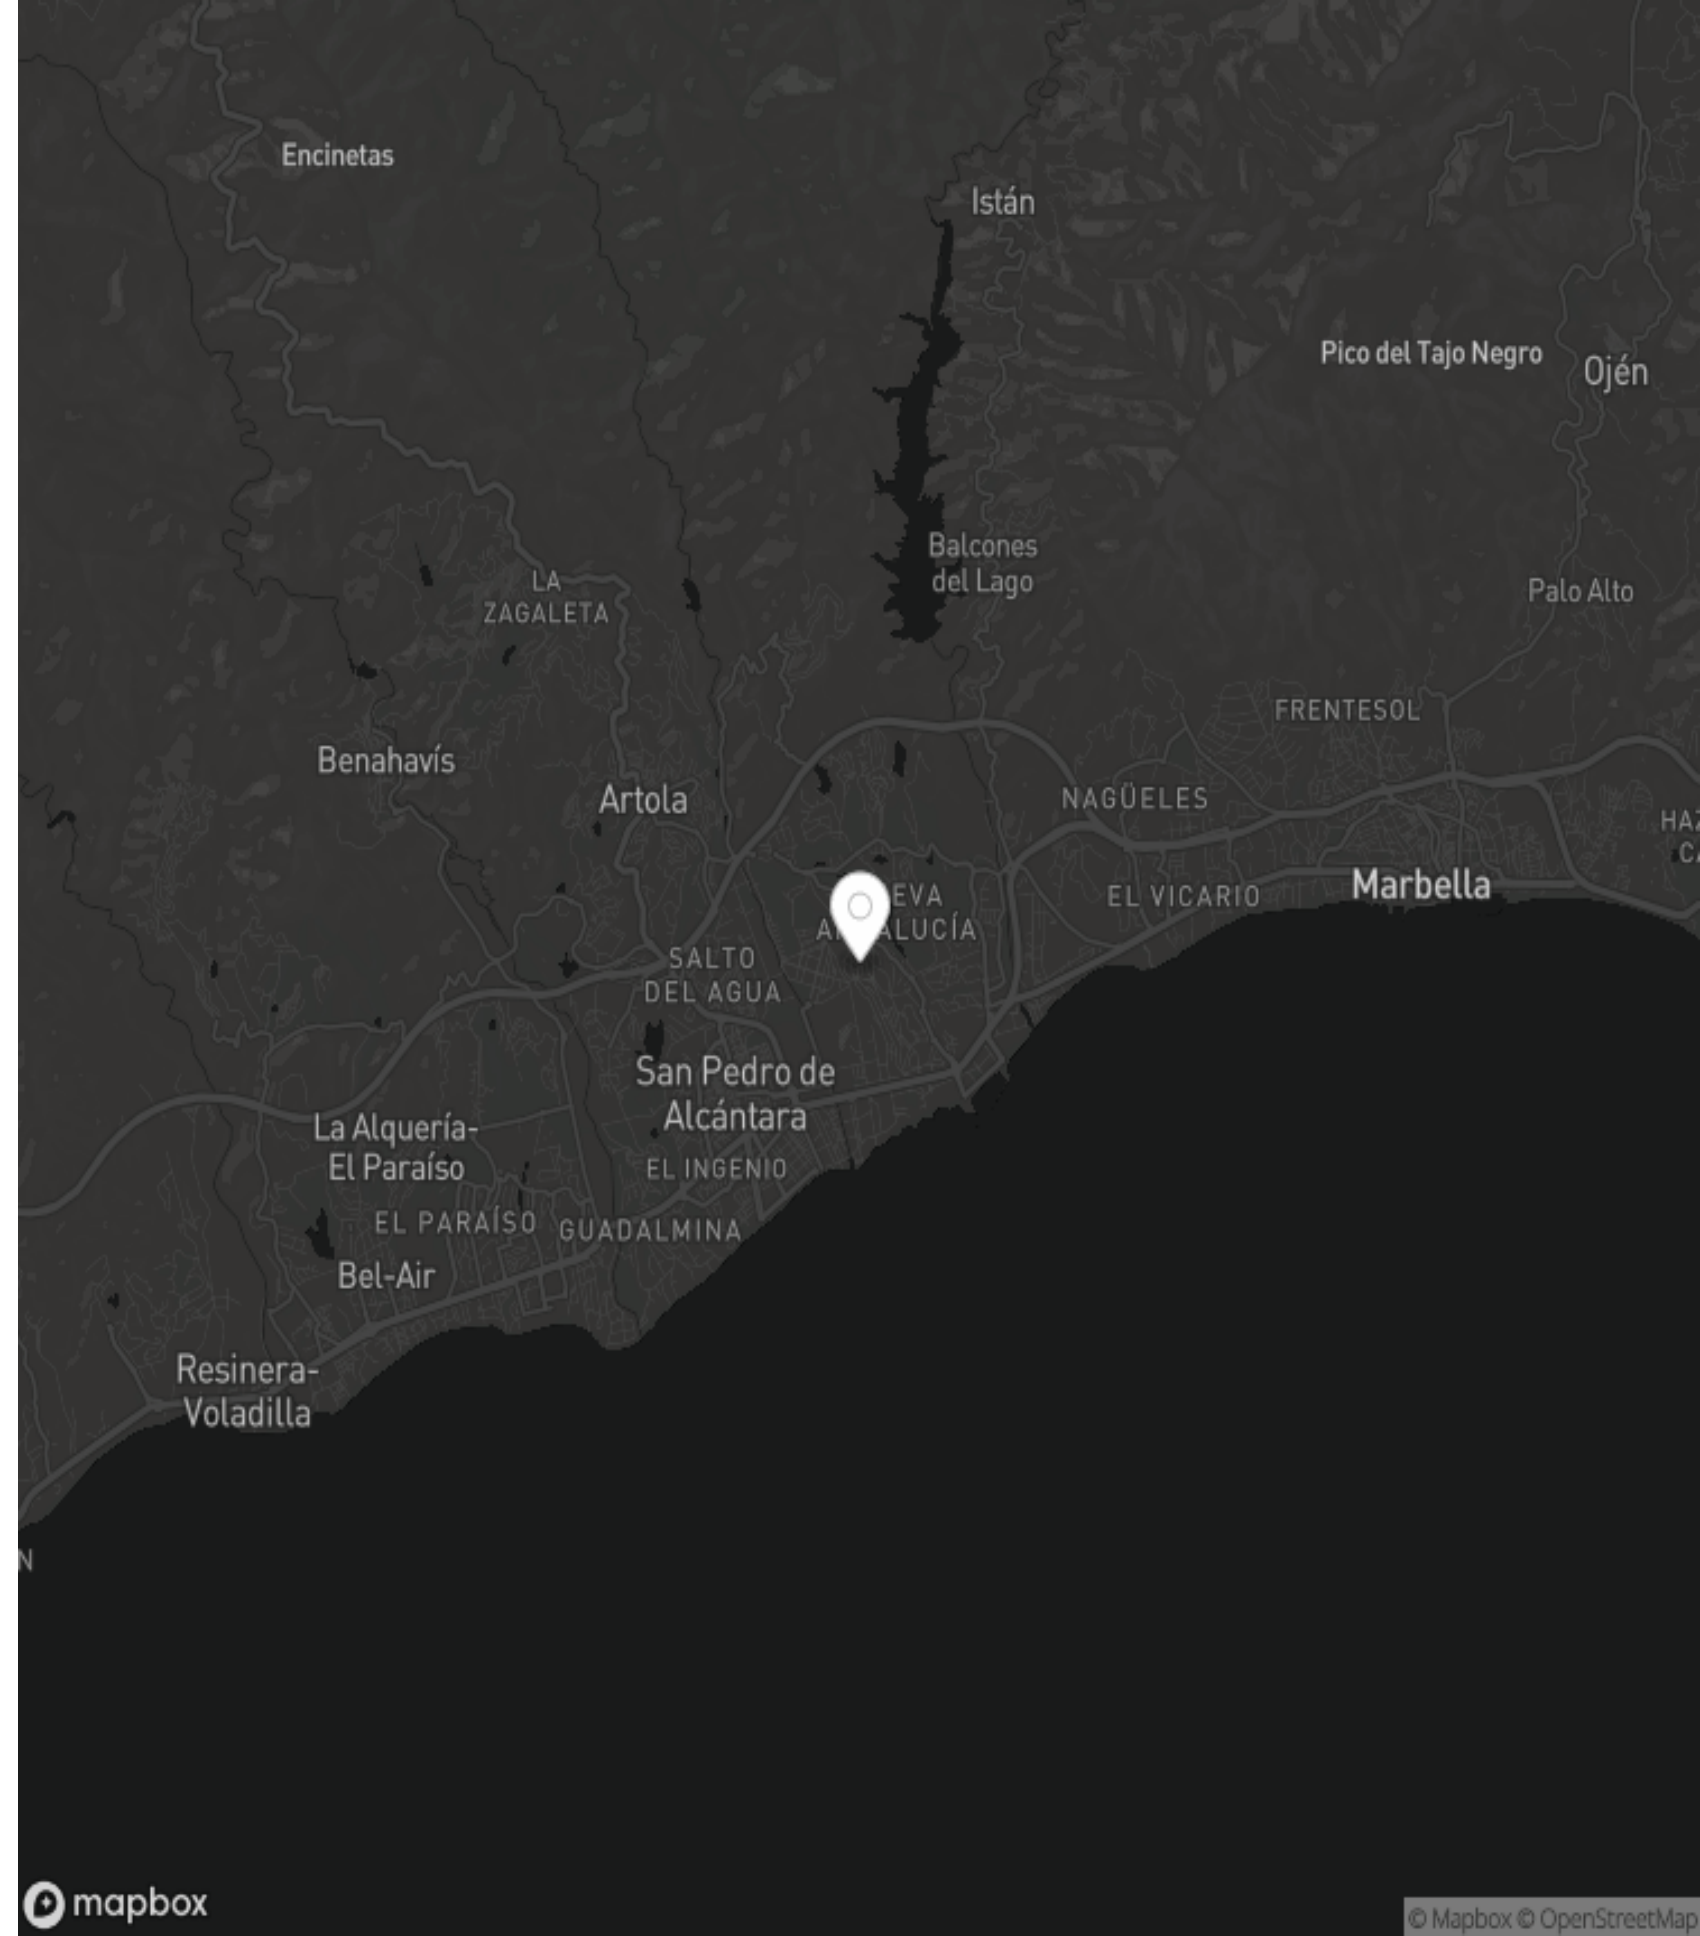 Encinetas
Istán
Pico del Tajo Negro
Ojén
Balcones
del Lago
LA
ZAGALETA
Palo Alto
FRENTESOL
Benahavís
Artola
NAGÜELES
Marbella
EL VICARIO
EVA
ALUCÍA
SALTO
DEL AGUA
San Pedro de
Alcántara
La Alquería-
El Paraíso
EL INGENIO
EL PARAÍSO
GUADALMINA
Bel-Air
Resinera-
Voladilla
mapbox
© Mapbox © OpenStreetMap